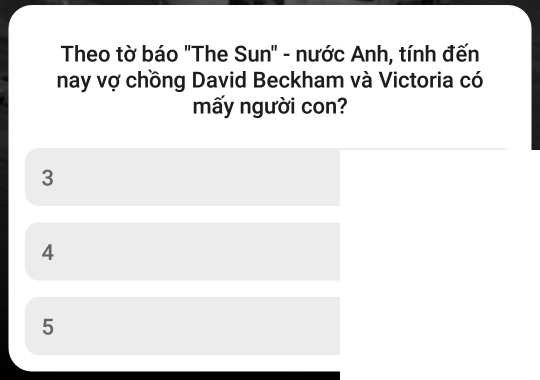 Theo tờ báo "The Sun" - nước Anh, tính đến
nay vợ chồng David Beckham và Victoria có
mấy người con?
3
4
5